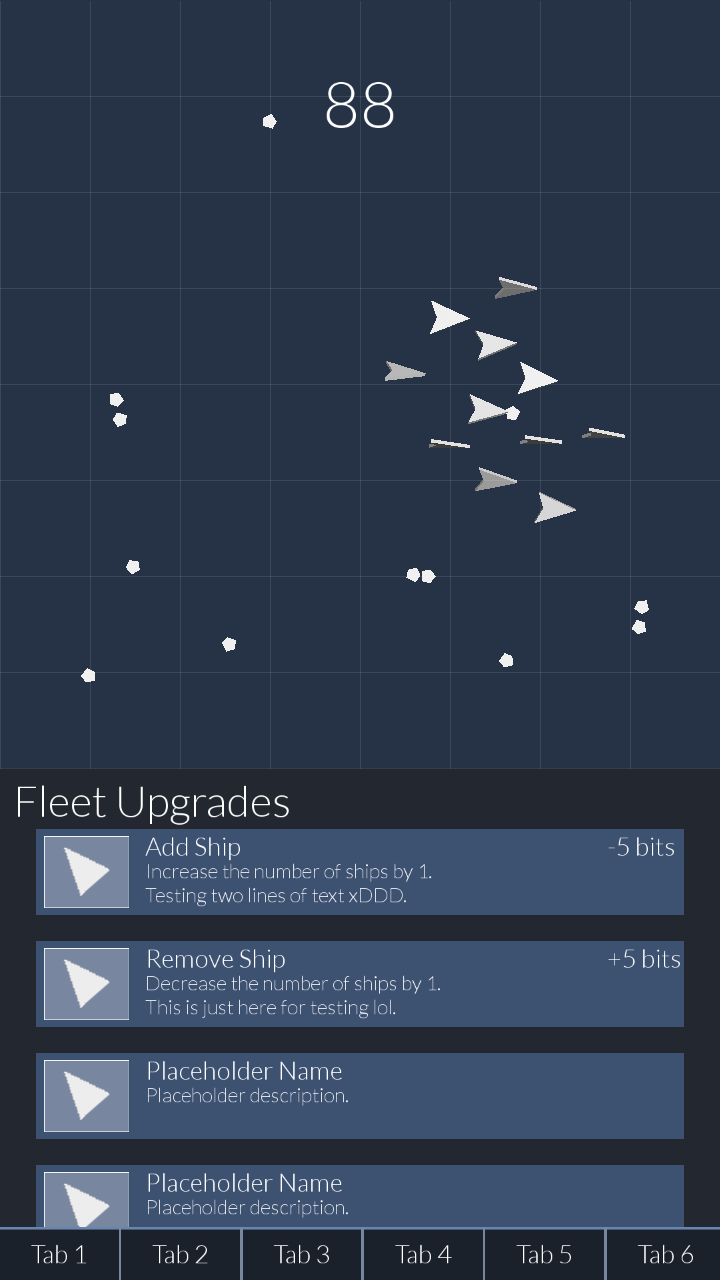 88
Fleet Upgrades
Add Ship -5 bits
Increase the number of ships by 1.
Testing two lines of text xDDD.
Remove Ship +5 bits
Decrease the number of ships by 1.
This is just here for testing lol.
Placeholder Name
Placeholder description.
Placeholder Name
Placeholder description.
Tab 1 Tab 2 Tab 3 Tab 4 Tab 5 Tab 6